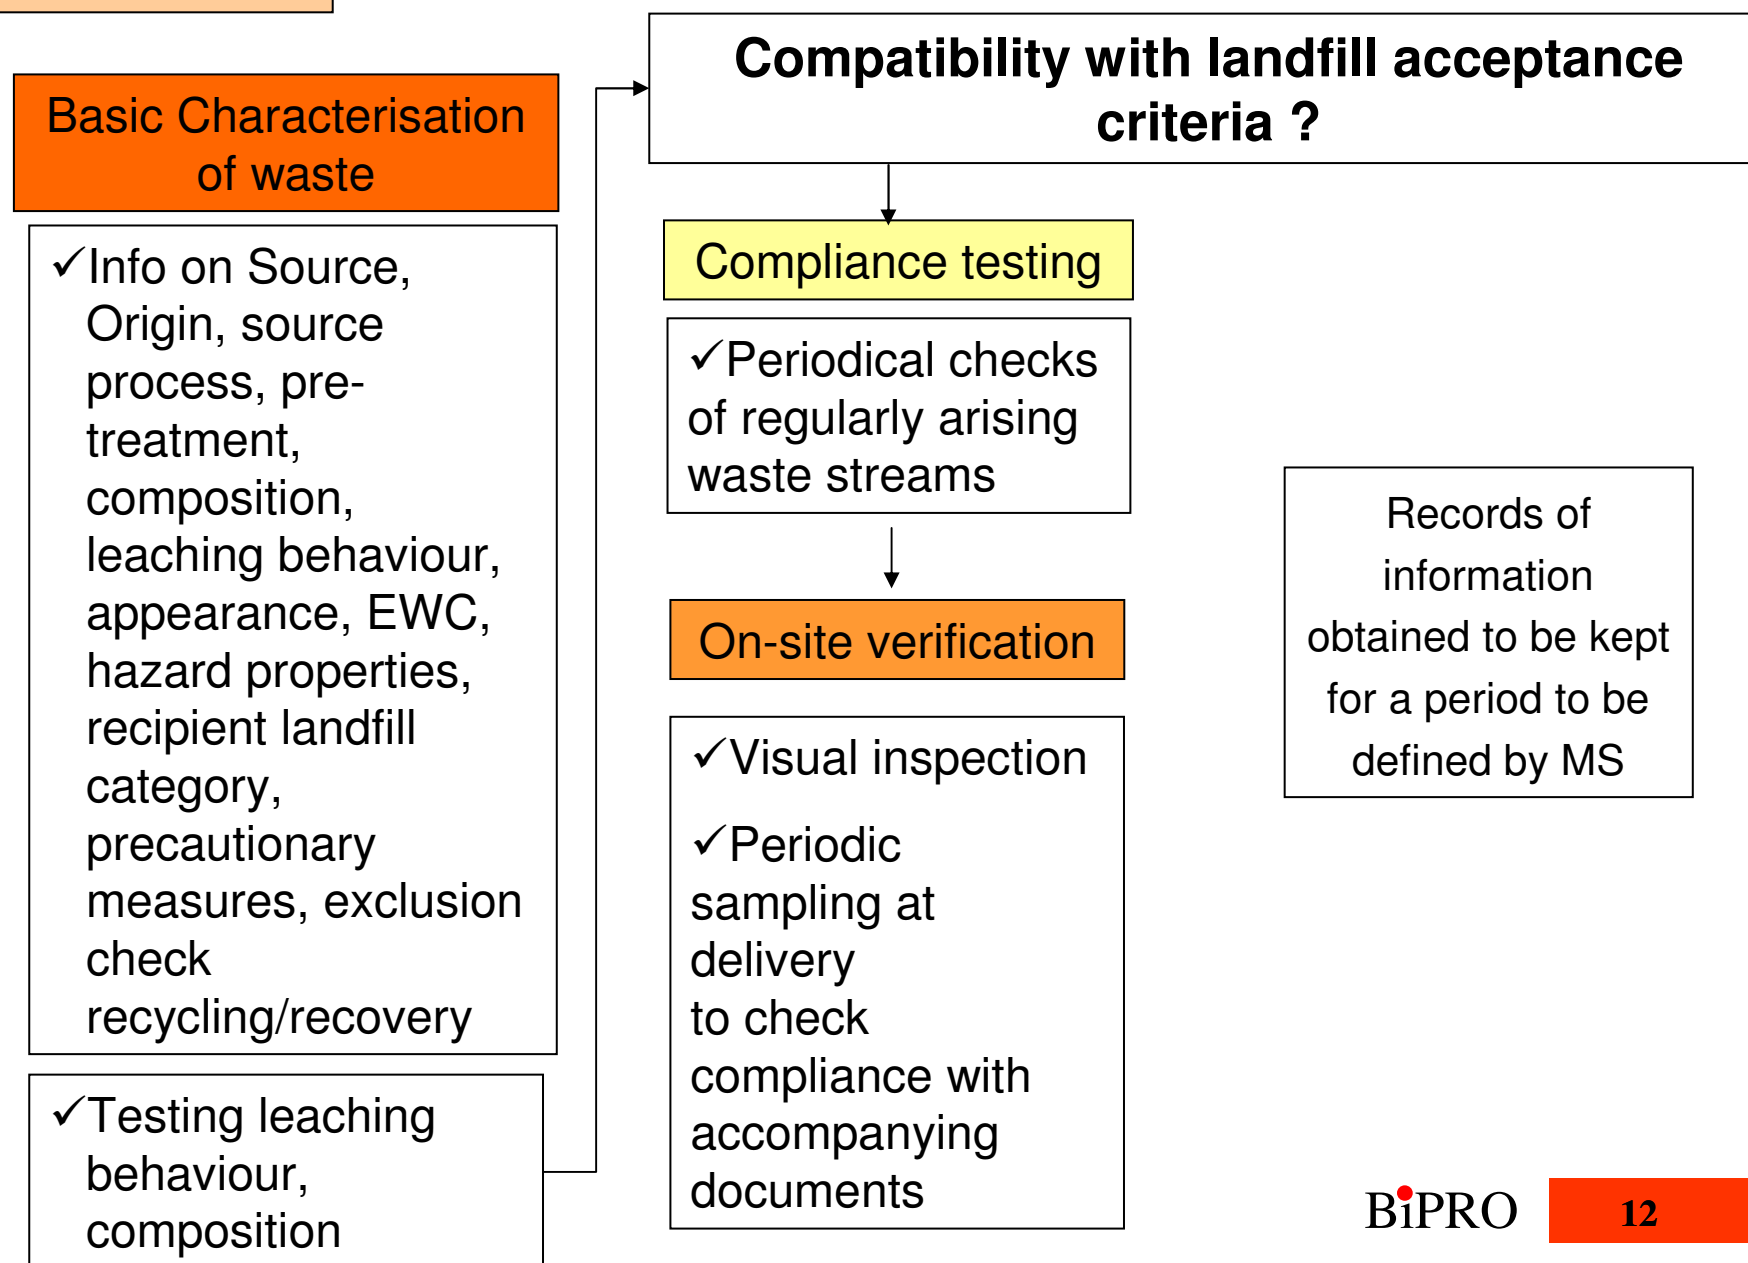 Compatibility with landfill acceptance
criteria ?
Basic Characterisation
of waste
✓Info on Source,
Origin, source
process, pre-
treatment,
composition,
leaching behaviour,
appearance, EWC,
hazard properties,
recipient landfill
category,
precautionary
measures, exclusion
check
recycling/recovery
✓Testing leaching
behaviour,
composition
Compliance testing
✓Periodical checks
of regularly arising
waste streams
On-site verification
✓Visual inspection
✓Periodic
sampling at
delivery
to check
compliance with
accompanying
documents
Records of
information
obtained to be kept
for a period to be
defined by MS
BiPRO
12